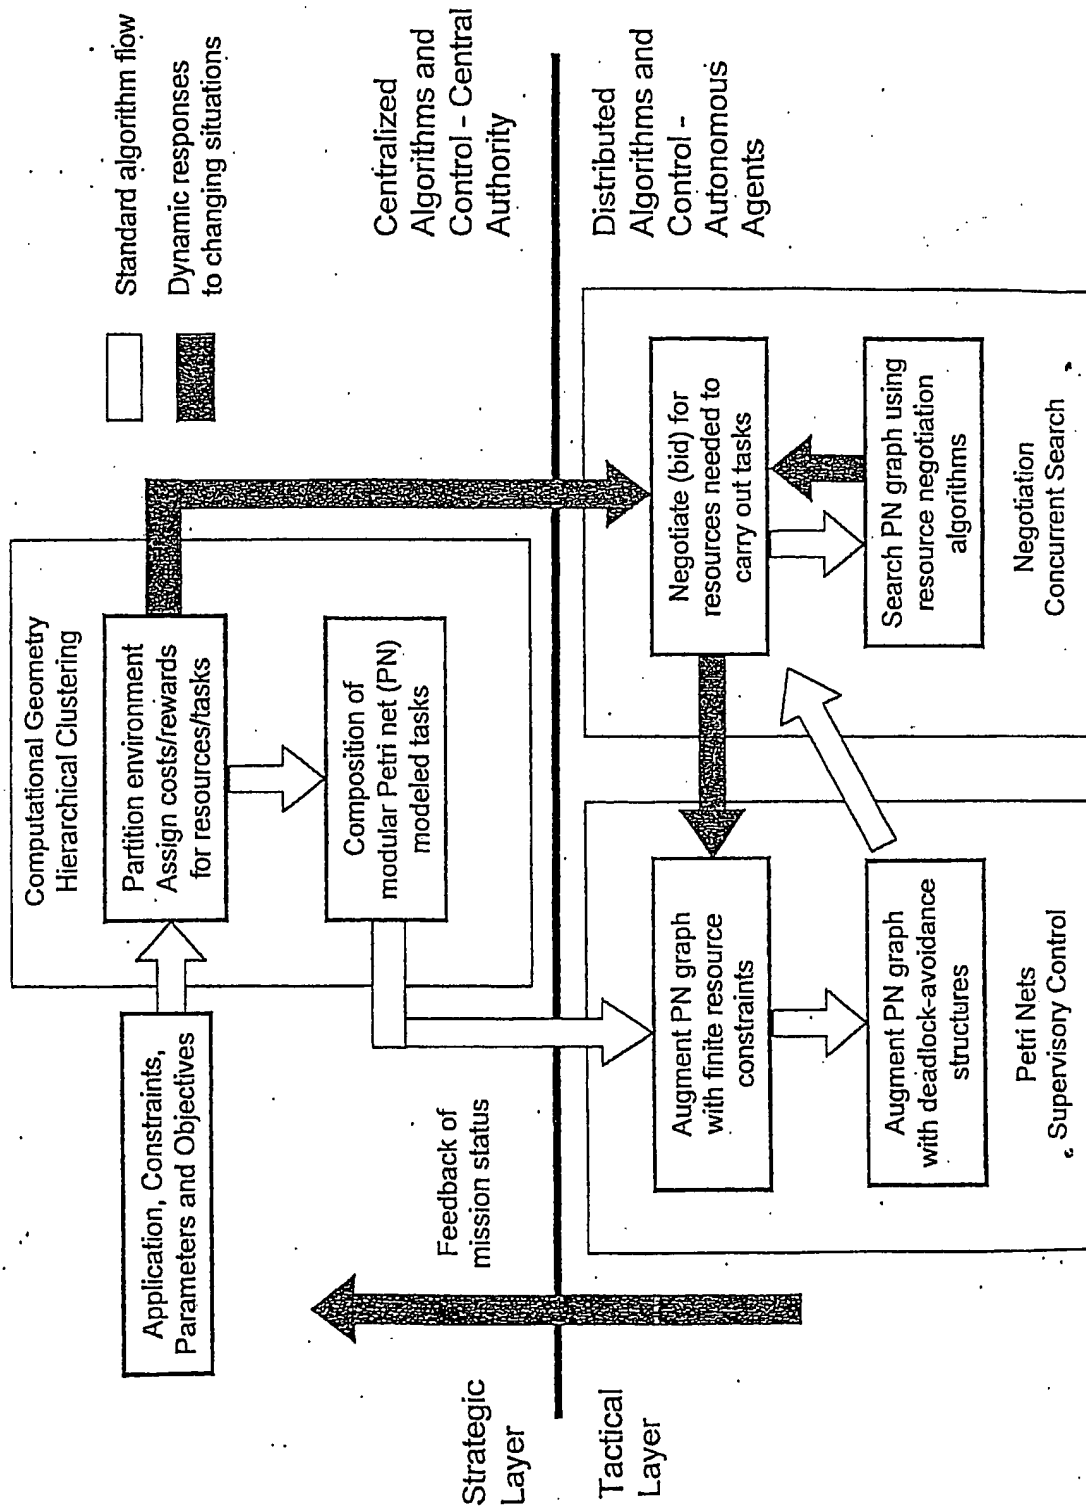 Application, Constraints,
Parameters and Objectives
Computational Geometry
Hierarchical Clustering
Partition environment
Assign costs/rewards
for resources/tasks
Composition of
modular Petri net (PN)
modeled tasks
Standard algorithm flow
Dynamic responses
to changing situations
Feedback of
mission status
Strategic
Layer
Centralized
Algorithms and
Control - Central
Authority
Tactical
Layer
Distributed
Algorithms and
Control -
Autonomous
Agents
Augment PN graph
with finite resource
constraints
Augment PN graph
with deadlock-avoidance
structures
Petri Nets
Supervisory Control
Negotiate (bid) for
resources needed to
carry out tasks
Search PN graph using
resource negotiation
algorithms
Negotiation
Concurrent Search